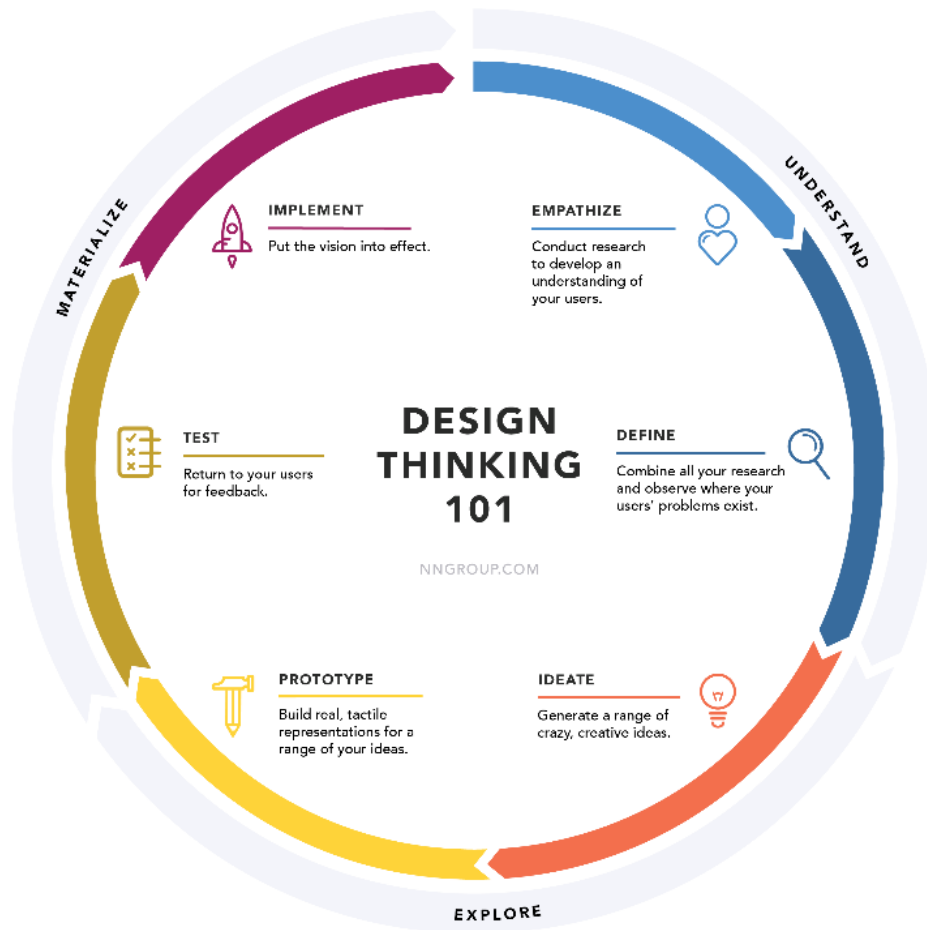 DESIGN
THINKING
101
NNGROUP.COM
UNDERSTAND
EMPATHIZE
Conduct research
to develop an
understanding of
your users.
DEFINE
Combine all your research
and observe where your
users' problems exist.
EXPLORE
IDEATE
Generate a range of
crazy, creative ideas.
PROTOTYPE
Build real, tactile
representations for a
range of your ideas.
MATERIALIZE
TEST
Return to your users
for feedback.
IMPLEMENT
Put the vision into effect.